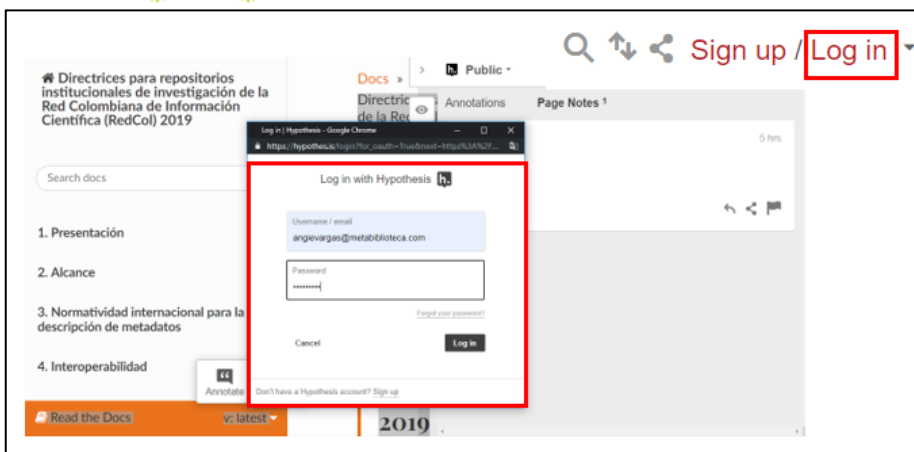 Sign up / Log in
Directrices para repositorios
institucionales de investigación de la
Red Colombiana de Información
Científica (RedCol) 2019
Search docs
1. Presentación
2. Alcance
3. Normatividad internacional para la
descripción de metadatos
4. Interoperabilidad
Annotate
Read the Docs
v: latest
Docs »
Directric
de la Re
h. Public
Annotations
Page Notes 1
5 hrs
Log in | Hypothesis - Google Chrome
https://hypothes.is/login?for_oauth=True&next=https%3A%2F...
Log in with Hypothesis h.
Username / email
angievargas@metabiblioteca.com
Password
Forgot your password?
Cancel
Log in
Don't have a Hypothesis account? Sign up
2019